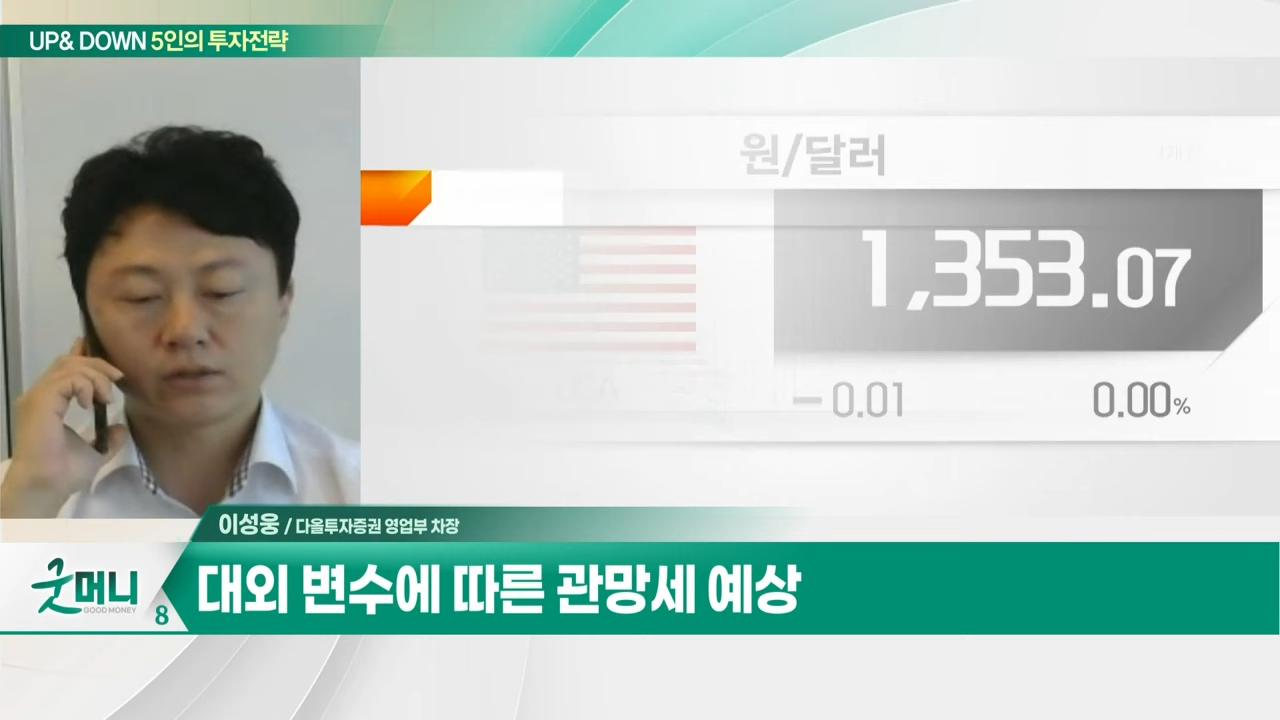 UP& DOWN 5인의 투자전략
원/달러
1,353.07
0.01
0.00%
이성웅 / 다올투자증권 영업부 차장
굿머니
GOOD MONEY
8
대외 변수에 따른 관망세 예상